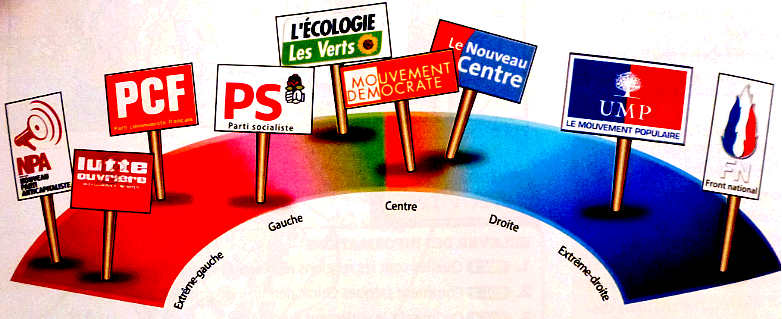 NPA
NOUVEAU
PARTI
ANTICAPITALISTE
lutte
ouvrière
PCF
Parti communiste français
PS
Parti socialiste
L'ÉCOLOGIE
Les Verts
MOUVEMENT
DÉMOCRATE
Le Nouveau
Centre
UMP
LE MOUVEMENT POPULAIRE
FN
Front national
Extrême-gauche
Gauche
Centre
Droite
Extrême-droite